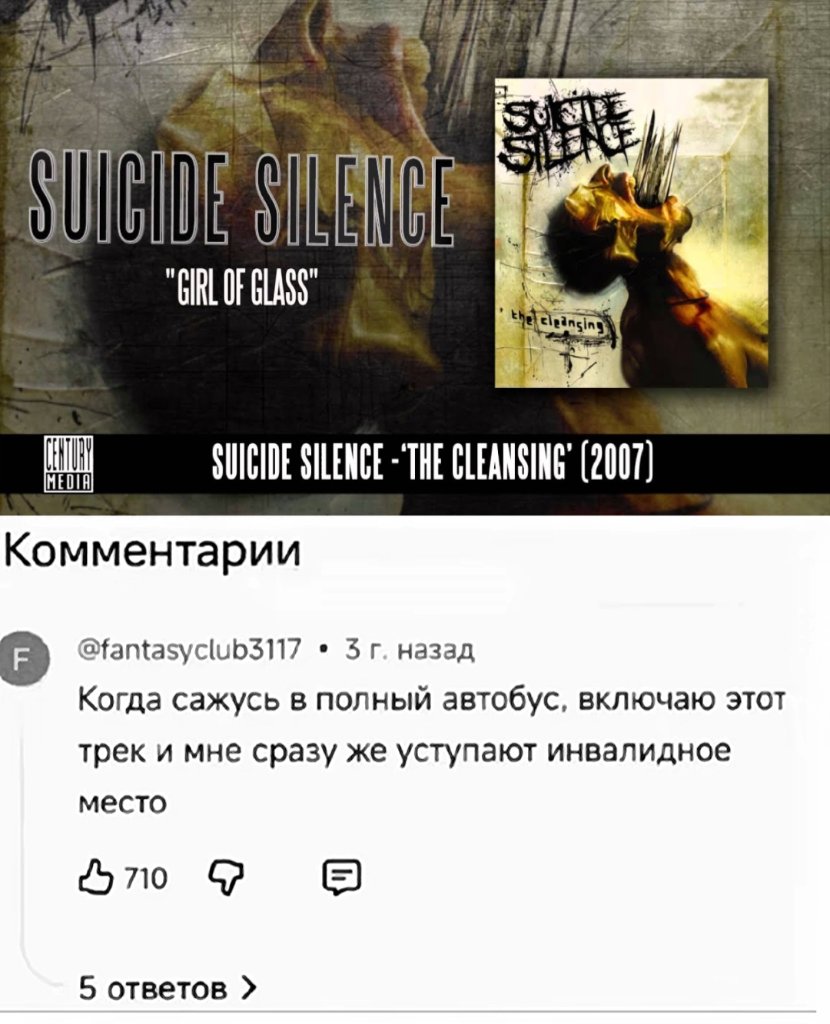 SUICIDE SILENCE
"GIRL OF GLASS"
SUICIDE
SILENCE
the cleansing
CENTURY
MEDIA
SUICIDE SILENCE -'THE CLEANSING' (2007)
Комментарии
F
@fantasyclub3117 • 3 г. назад
Когда сажусь в полный автобус, включаю этот
трек и мне сразу же уступают инвалидное
место
710
5 ответов >